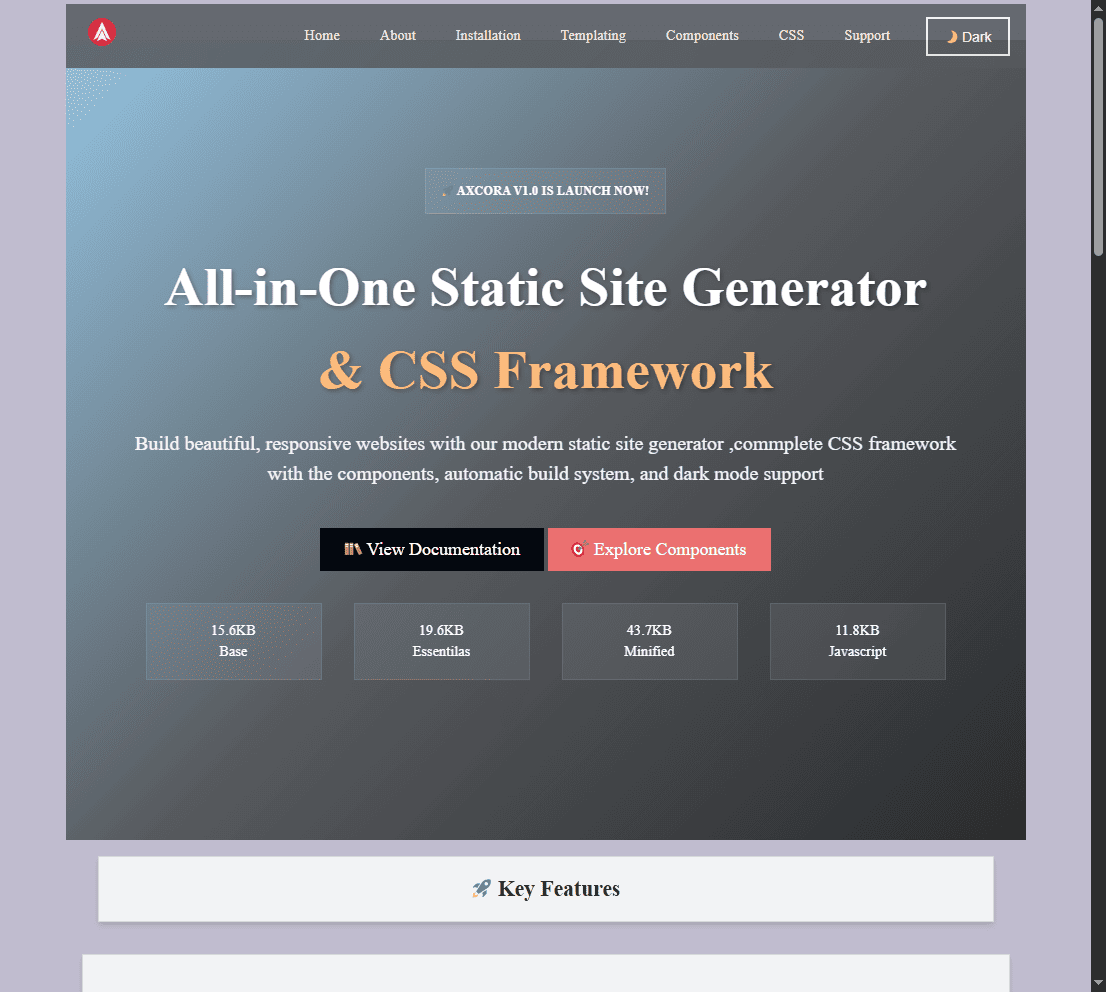 Home About Installation Templating Components CSS Support 🌙 Dark
🚀 AXCORA V1.0 IS LAUNCH NOW!
All-in-One Static Site Generator
& CSS Framework
Build beautiful, responsive websites with our modern static site generator ,commplete CSS framework
with the components, automatic build system, and dark mode support
📚 View Documentation 🎯 Explore Components
15.6KB 19.6KB 43.7KB 11.8KB
Base Essentilas Minified Javascript
🚀 Key Features